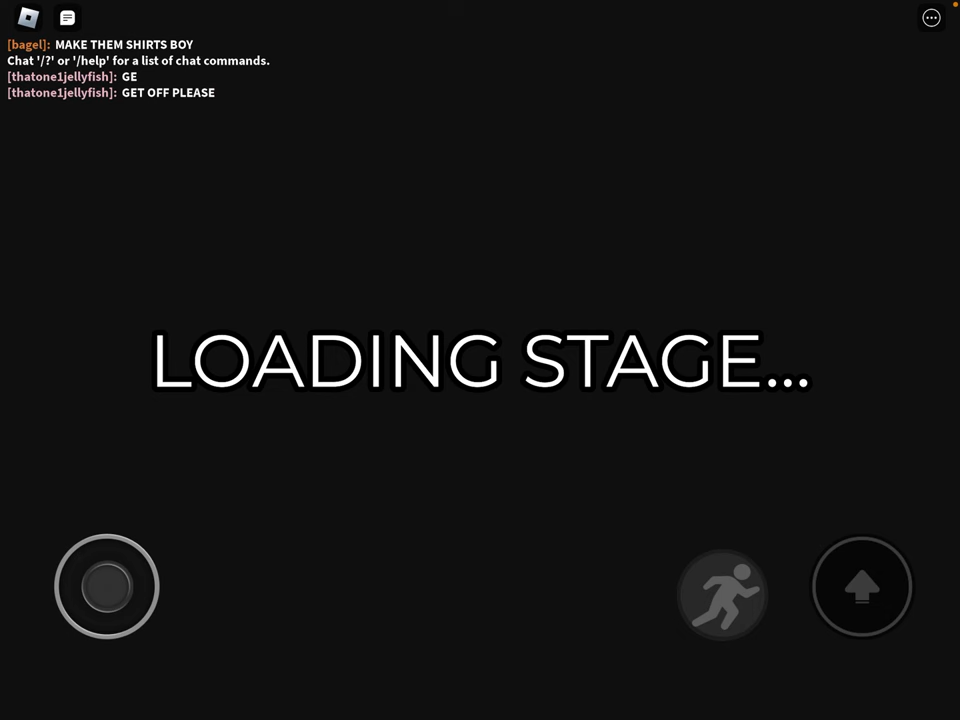 [bagel]: MAKE THEM SHIRTS BOY
Chat '/?' or '/help' for a list of chat commands.
[thatone1jellyfish]: GE
[thatone1jellyfish]: GET OFF PLEASE
LOADING STAGE...